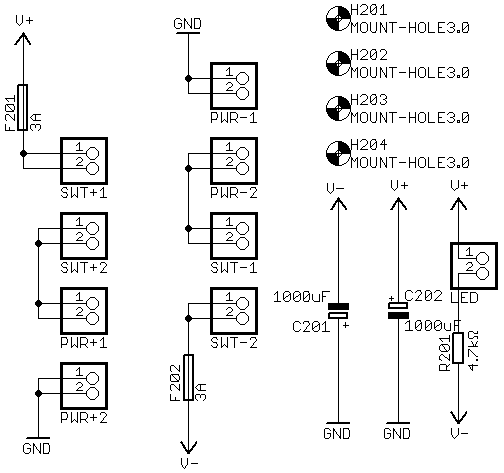 V+
F201
3A
1
2
SWT+1
1
2
SWT+2
1
2
PWR+1
1
2
PWR+2
GND
GND
1
2
PWR-1
1
2
PWR-2
1
2
SWT-1
1
2
SWT-2
F202
3A
V-
H201
MOUNT-HOLE3.0
H202
MOUNT-HOLE3.0
H203
MOUNT-HOLE3.0
H204
MOUNT-HOLE3.0
V-
1000uF
C201
+
GND
V+
+
C202
1000uF
GND
V+
1
2
LED
R201
4.7kΩ
V-